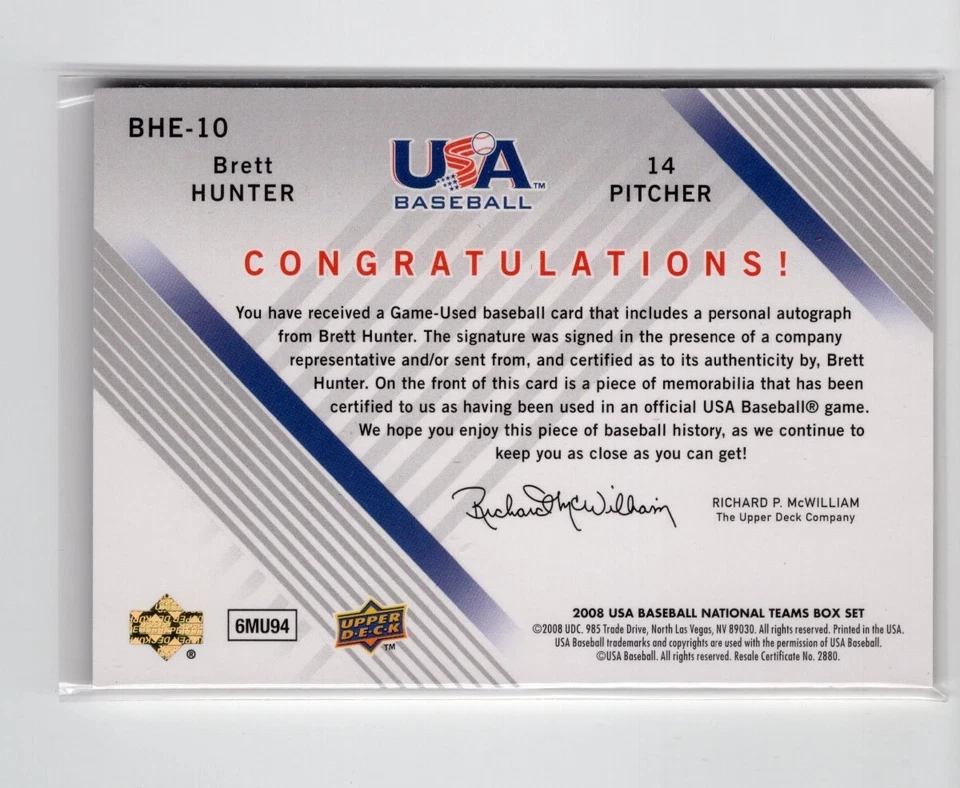 BHE-10
Brett
HUNTER
USA
BASEBALL™
14
PITCHER
CONGRATULATIONS!
You have received a Game-Used baseball card that includes a personal autograph
from Brett Hunter. The signature was signed in the presence of a company
representative and/or sent from, and certified as to its authenticity by, Brett
Hunter. On the front of this card is a piece of memorabilia that has been
certified to us as having been used in an official USA Baseball® game.
We hope you enjoy this piece of baseball history, as we continue to
keep you as close as you can get!
Richard McWilliam
RICHARD P. McWILLIAM
The Upper Deck Company
®
6MU94
UPPER
DECK
™
2008 USA BASEBALL NATIONAL TEAMS BOX SET
©2008 UDC. 985 Trade Drive, North Las Vegas, NV 89030. All rights reserved. Printed in the USA.
USA Baseball trademarks and copyrights are used with the permission of USA Baseball.
©USA Baseball. All rights reserved. Resale Certificate No. 2880.